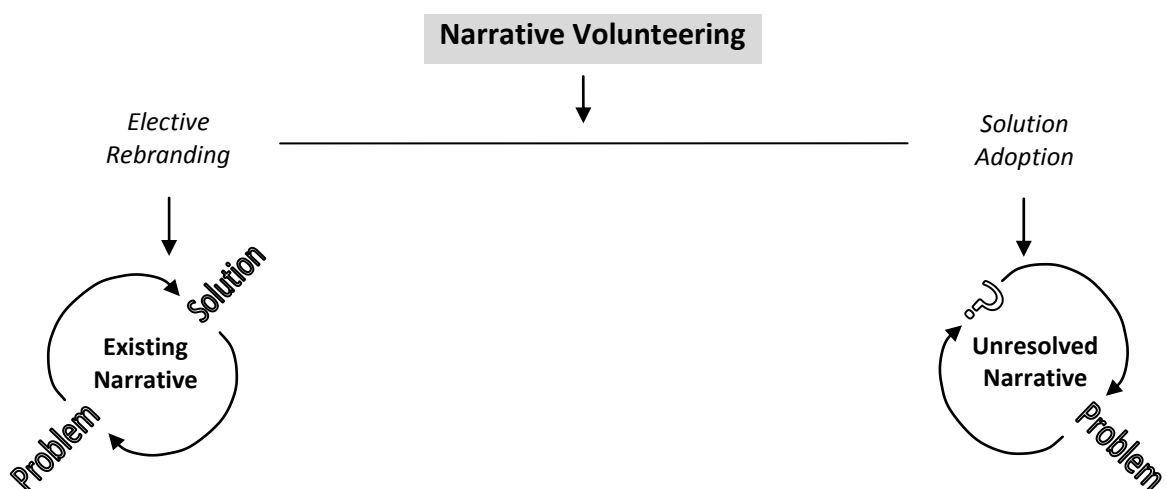 Narrative Volunteering
Elective
Rebranding
Solution
Adoption
Solution
Existing
Narrative
Problem
?
Unresolved
Narrative
Problem